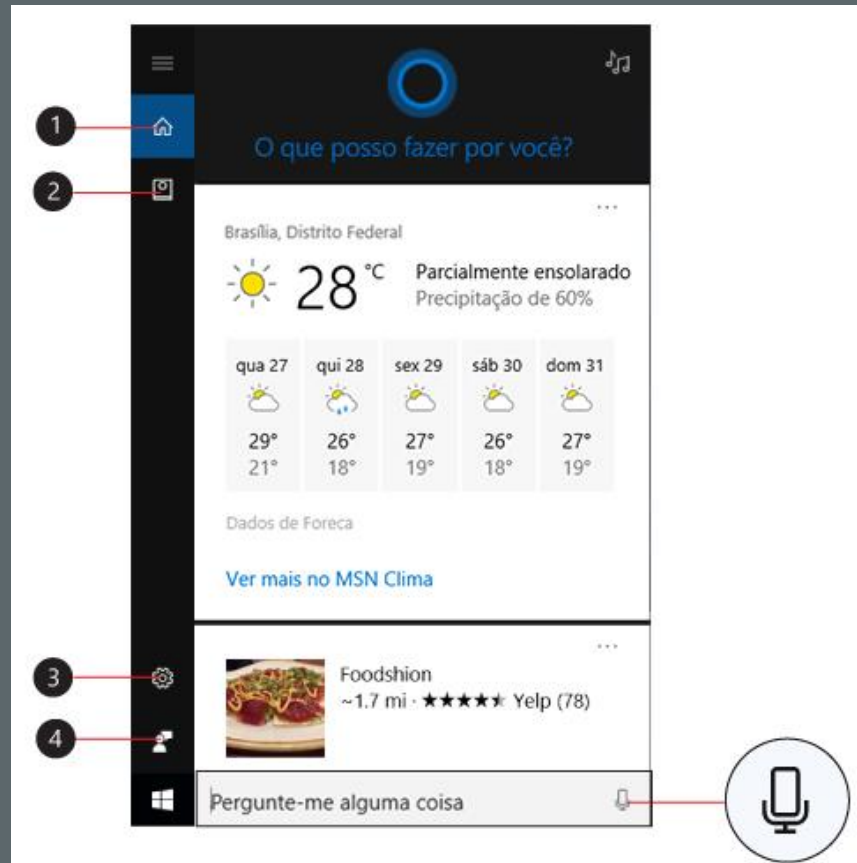 O que posso fazer por você?
1
2
...
Brasília, Distrito Federal
28 °C
Parcialmente ensolarado
Precipitação de 60%
qua 27 qui 28 sex 29 sáb 30 dom 31
29° 26° 27° 26° 27°
21° 18° 19° 18° 19°
Dados de Foreca
Ver mais no MSN Clima
...
3
Foodshion
~1.7 mi · ★★★★⯨ Yelp (78)
4
Pergunte-me alguma coisa